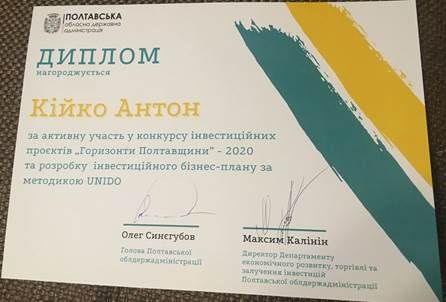 ПОЛТАВСЬКА
обласна державна
адміністрація
ДИПЛОМ
нагороджується
Кійко Антон
за активну участь у конкурсу інвестиційних
проєктів „Горизонти Полтавщини" - 2020
та розробку інвестиційного бізнес-плану за
методикою UNIDO
Олег Синєгубов
Голова Полтавської
облдержадміністрації
Максим Калінін
Директор Департаменту
економічного розвитку, торгівлі та
залучення інвестицій
Полтавської облдержадміністрації